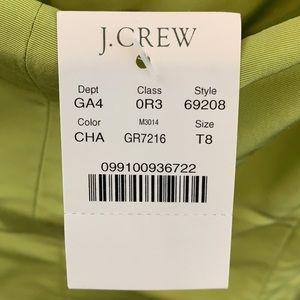 J.CREW
Dept Class Style
GA4 0R3 69208
Color M3014 Size
CHA GR7216 T8
099100936722